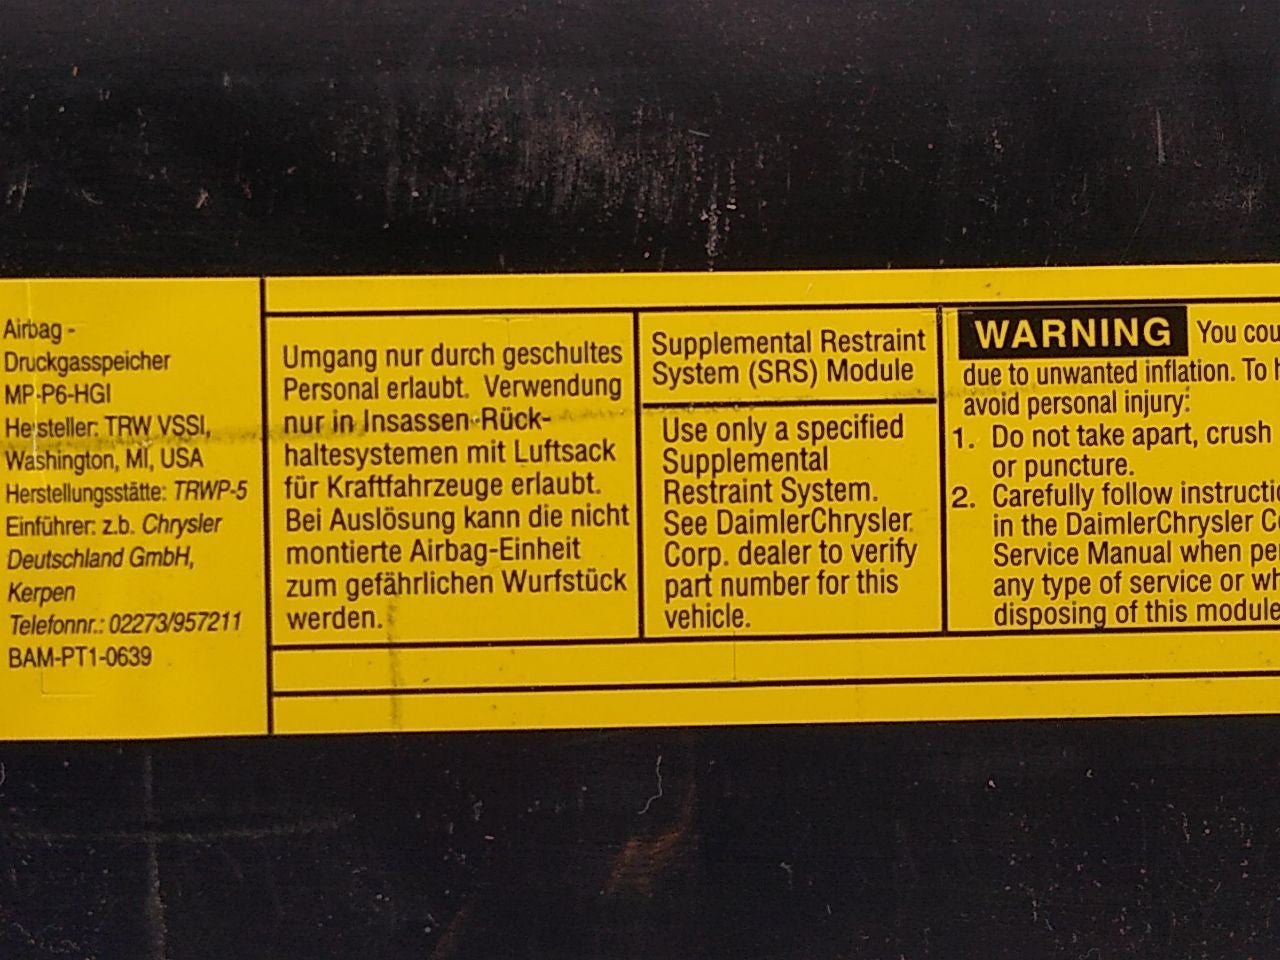 Airbag -
Druckgasspeicher
MP-P6-HGI
Hersteller: TRW VSSI,
Washington, MI, USA
Herstellungsstätte: TRWP-5
Einführer: z.b. Chrysler
Deutschland GmbH,
Kerpen
Telefonnr.: 02273/957211
BAM-PT1-0639
Umgang nur durch geschultes
Personal erlaubt. Verwendung
nur in Insassen-Rück-
haltesystemen mit Luftsack
für Kraftfahrzeuge erlaubt.
Bei Auslösung kann die nicht
montierte Airbag-Einheit
zum gefährlichen Wurfstück
werden.
Supplemental Restraint
System (SRS) Module
Use only a specified
Supplemental
Restraint System.
See DaimlerChrysler
Corp. dealer to verify
part number for this
vehicle.
WARNING You
due to unwanted inflation. To
avoid personal injury:
1. Do not take apart, crush
or puncture.
2. Carefully follow
in the DaimlerChrysler
Service Manual when
any type of service or
disposing of this module